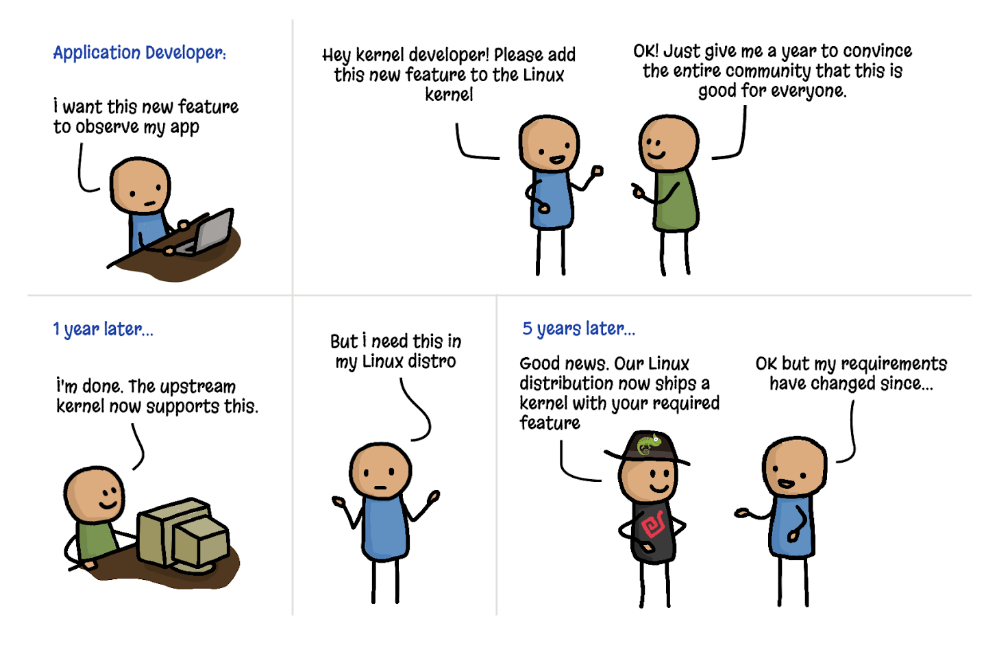 Application Developer:
i want this new feature
to observe my app
Hey kernel developer! Please add
this new feature to the Linux
kernel
OK! Just give me a year to convince
the entire community that this is
good for everyone.
1 year later...
i'm done. The upstream
kernel now supports this.
But i need this in
my Linux distro
5 years later...
Good news. Our Linux
distribution now ships a
kernel with your required
feature
OK but my requirements
have changed since...